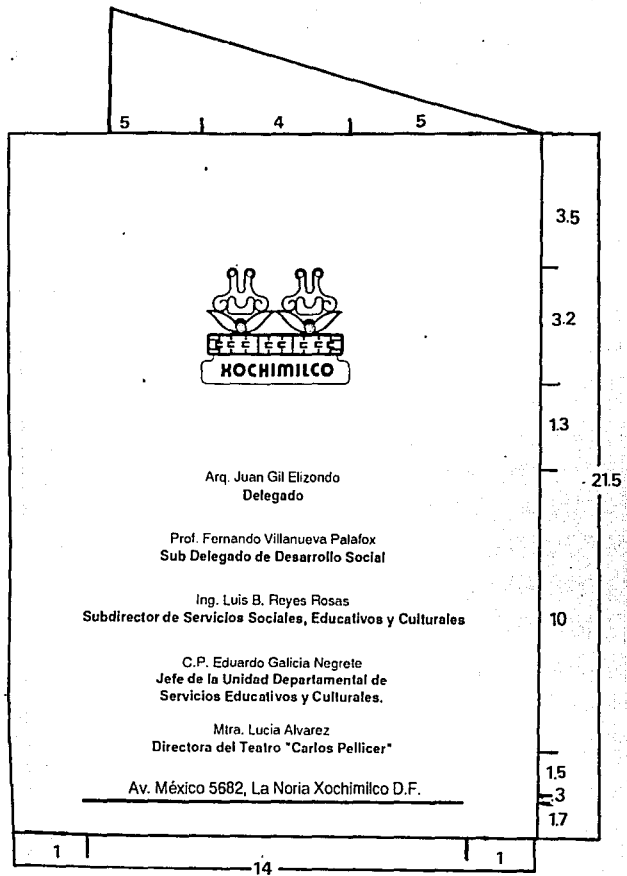 5 4 5
3.5
3.2
XOCHIMILCO
1.3
21.5
Arq. Juan Gil Elizondo
Delegado
Prof. Fernando Villanueva Palafox
Sub Delegado de Desarrollo Social
Ing. Luis B. Reyes Rosas
Subdirector de Servicios Sociales, Educativos y Culturales
10
C.P. Eduardo Galicia Negrete
Jefe de la Unidad Departamental de
Servicios Educativos y Culturales.
Mtra. Lucia Alvarez
Directora del Teatro "Carlos Pellicer"
1.5
Av. México 5682, La Noria Xochimilco D.F.
.3
1.7
1 14 1